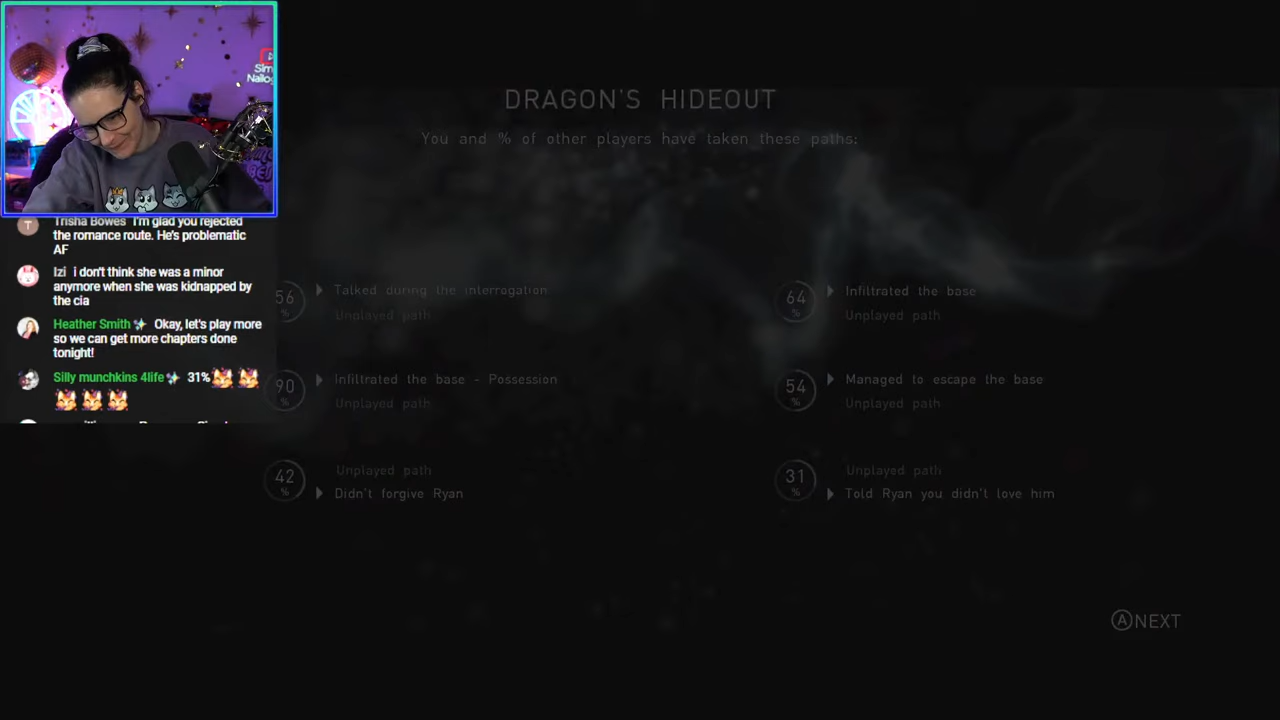 Sim
Nailog
DRAGON'S HIDEOUT
You and % of other players have taken these paths:
T Trisha Bowes I'm glad you rejected
the romance route. He's problematic
AF
Izi i don't think she was a minor
anymore when she was kidnapped by
the cia
Heather Smith Okay, let's play more
so we can get more chapters done
tonight!
Silly munchkins 4life 31%
56 % Talked during the interrogation
Unplayed path
64 % Infiltrated the base
Unplayed path
90 % Infiltrated the base - Possession
Unplayed path
54 % Managed to escape the base
Unplayed path
42 % Unplayed path
Didn't forgive Ryan
31 % Unplayed path
Told Ryan you didn't love him
A NEXT